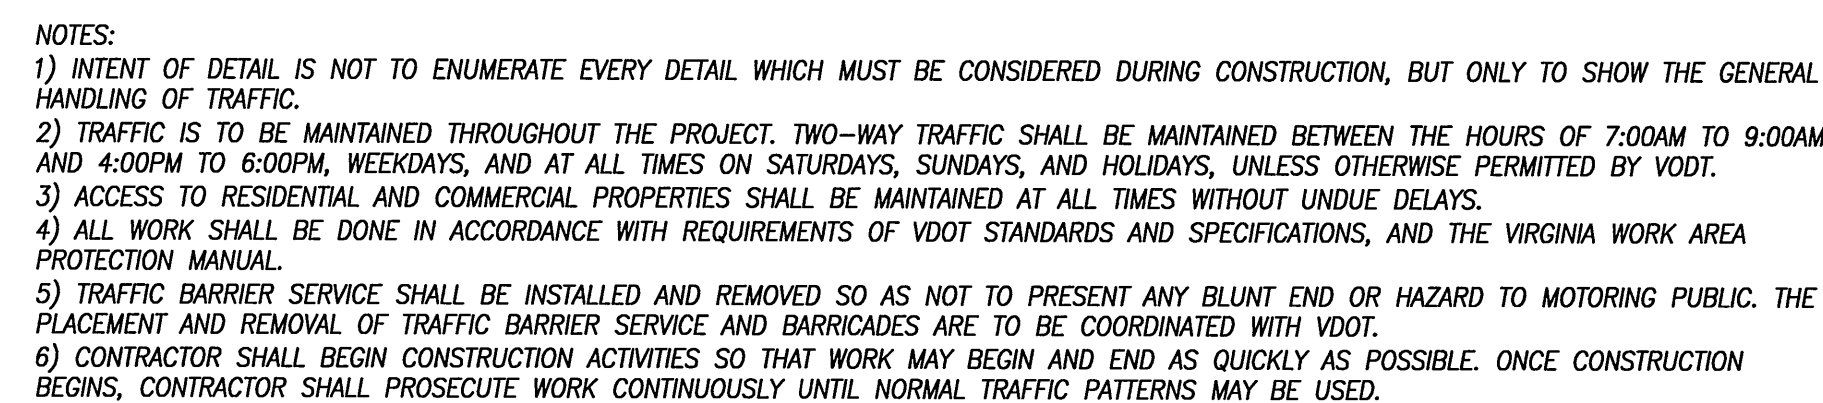 NOTES:
1) INTENT OF DETAIL IS NOT TO ENUMERATE EVERY DETAIL WHICH MUST BE CONSIDERED DURING CONSTRUCTION, BUT ONLY TO SHOW THE GENERAL
HANDLING OF TRAFFIC.
2) TRAFFIC IS TO BE MAINTAINED THROUGHOUT THE PROJECT. TWO-WAY TRAFFIC SHALL BE MAINTAINED BETWEEN THE HOURS OF 7:00AM TO 9:00AM
AND 4:00PM TO 6:00PM, WEEKDAYS, AND AT ALL TIMES ON SATURDAYS, SUNDAYS, AND HOLIDAYS, UNLESS OTHERWISE PERMITTED BY VODT.
3) ACCESS TO RESIDENTIAL AND COMMERCIAL PROPERTIES SHALL BE MAINTAINED AT ALL TIMES WITHOUT UNDUE DELAYS.
4) ALL WORK SHALL BE DONE IN ACCORDANCE WITH REQUIREMENTS OF VDOT STANDARDS AND SPECIFICATIONS, AND THE VIRGINIA WORK AREA
PROTECTION MANUAL.
5) TRAFFIC BARRIER SERVICE SHALL BE INSTALLED AND REMOVED SO AS NOT TO PRESENT ANY BLUNT END OR HAZARD TO MOTORING PUBLIC. THE
PLACEMENT AND REMOVAL OF TRAFFIC BARRIER SERVICE AND BARRICADES ARE TO BE COORDINATED WITH VDOT.
6) CONTRACTOR SHALL BEGIN CONSTRUCTION ACTIVITIES SO THAT WORK MAY BEGIN AND END AS QUICKLY AS POSSIBLE. ONCE CONSTRUCTION
BEGINS, CONTRACTOR SHALL PROSECUTE WORK CONTINUOUSLY UNTIL NORMAL TRAFFIC PATTERNS MAY BE USED.